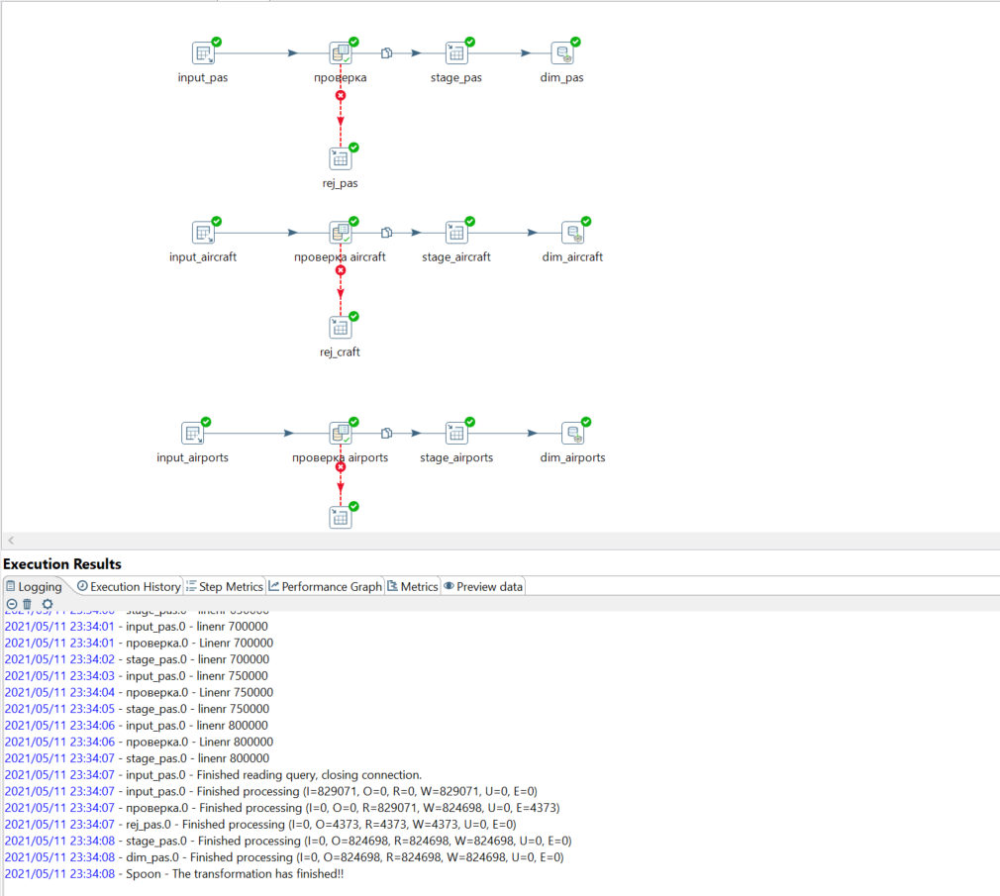 input_pas проверка stage_pas dim_pas
rej_pas
input_aircraft проверка aircraft stage_aircraft dim_aircraft
rej_craft
input_airports проверка airports stage_airports dim_airports
Execution Results
Logging Execution History Step Metrics Performance Graph Metrics Preview data
2021/05/11 23:34:01 - input_pas.0 - linenr 700000
2021/05/11 23:34:01 - проверка.0 - Linenr 700000
2021/05/11 23:34:02 - stage_pas.0 - linenr 700000
2021/05/11 23:34:03 - input_pas.0 - linenr 750000
2021/05/11 23:34:04 - проверка.0 - Linenr 750000
2021/05/11 23:34:05 - stage_pas.0 - linenr 750000
2021/05/11 23:34:06 - input_pas.0 - linenr 800000
2021/05/11 23:34:06 - проверка.0 - Linenr 800000
2021/05/11 23:34:07 - stage_pas.0 - linenr 800000
2021/05/11 23:34:07 - input_pas.0 - Finished reading query, closing connection.
2021/05/11 23:34:07 - input_pas.0 - Finished processing (I=829071, O=0, R=0, W=829071, U=0, E=0)
2021/05/11 23:34:07 - проверка.0 - Finished processing (I=0, O=0, R=829071, W=824698, U=0, E=4373)
2021/05/11 23:34:07 - rej_pas.0 - Finished processing (I=0, O=4373, R=4373, W=4373, U=0, E=0)
2021/05/11 23:34:08 - stage_pas.0 - Finished processing (I=0, O=824698, R=824698, W=824698, U=0, E=0)
2021/05/11 23:34:08 - dim_pas.0 - Finished processing (I=0, O=824698, R=824698, W=824698, U=0, E=0)
2021/05/11 23:34:08 - Spoon - The transformation has finished!!